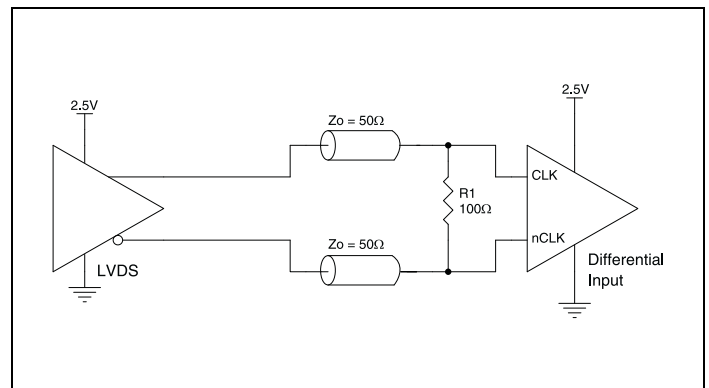 2.5V
2.5V
Zo = 50Ω
CLK
R1
100Ω
nCLK
Zo = 50Ω
LVDS
Differential
Input